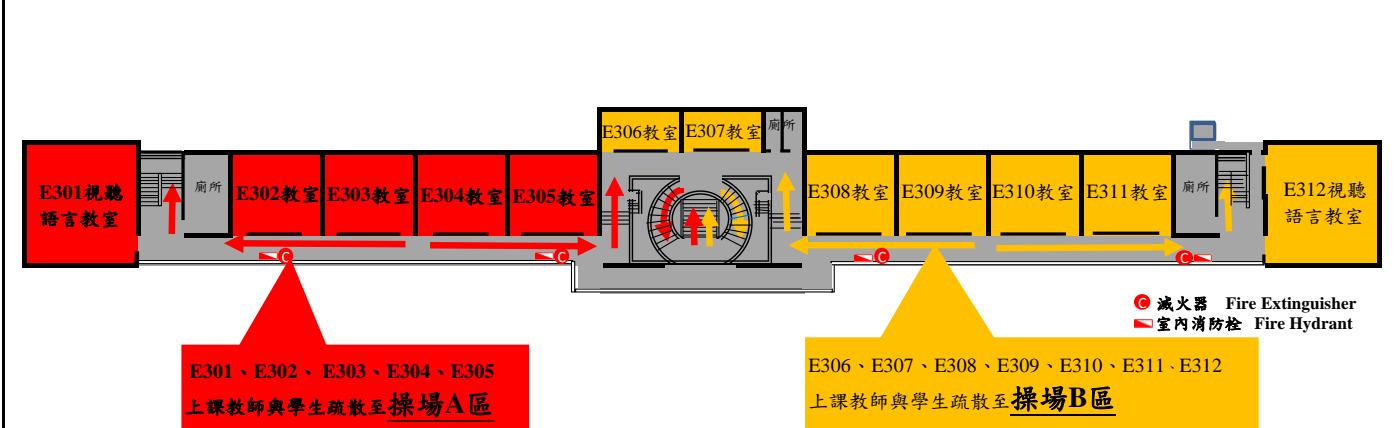 E306教室
E307教室
廁所
E301視聽
語言教室
廁所
E302教室
E303教室
E304教室
E305教室
E308教室
E309教室
E310教室
E311教室
廁所
E312視聽
語言教室
C
C
C
C
C 滅火器 Fire Extinguisher
室內消防栓 Fire Hydrant
E301、E302、 E303、E304、E305
上課教師與學生疏散至操場A區
E306、E307、E308、E309、E310、E311、E312
上課教師與學生疏散至操場B區